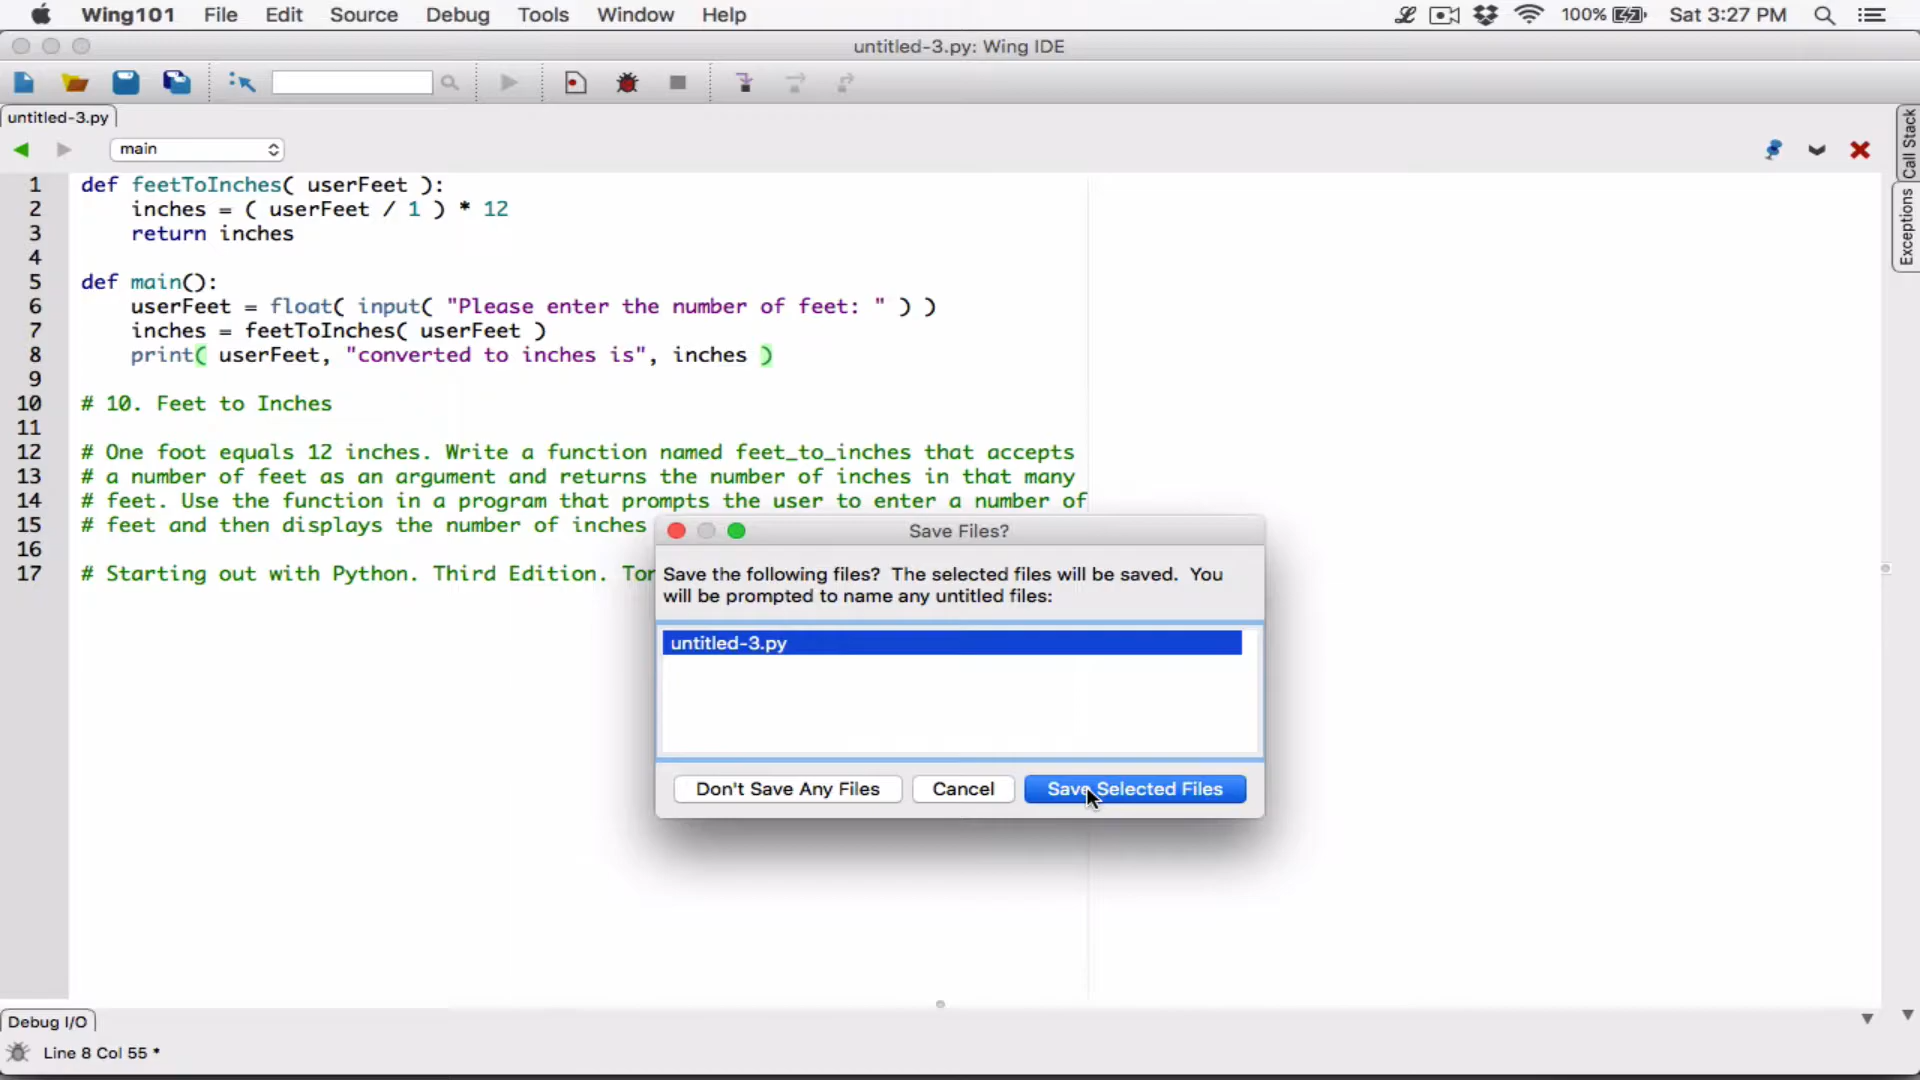 Wing101 File Edit Source Debug Tools Window Help 100% Sat 3:27 PM
untitled-3.py: Wing IDE
untitled-3.py
main
Call Stack
Exceptions
1 def feetToInches( userFeet ):
2 inches = ( userFeet / 1 ) * 12
3 return inches
4
5 def main():
6 userFeet = float( input( "Please enter the number of feet: " ) )
7 inches = feetToInches( userFeet )
8 print( userFeet, "converted to inches is", inches )
9
10 # 10. Feet to Inches
11
12 # One foot equals 12 inches. Write a function named feet_to_inches that accepts
13 # a number of feet as an argument and returns the number of inches in that many
14 # feet. Use the function in a program that prompts the user to enter a number of
15 # feet and then displays the number of inches
16
17 # Starting out with Python. Third Edition.
Save Files?
Save the following files? The selected files will be saved. You
will be prompted to name any untitled files:
untitled-3.py
Don't Save Any Files Cancel Save Selected Files
Debug I/O
Line 8 Col 55 *